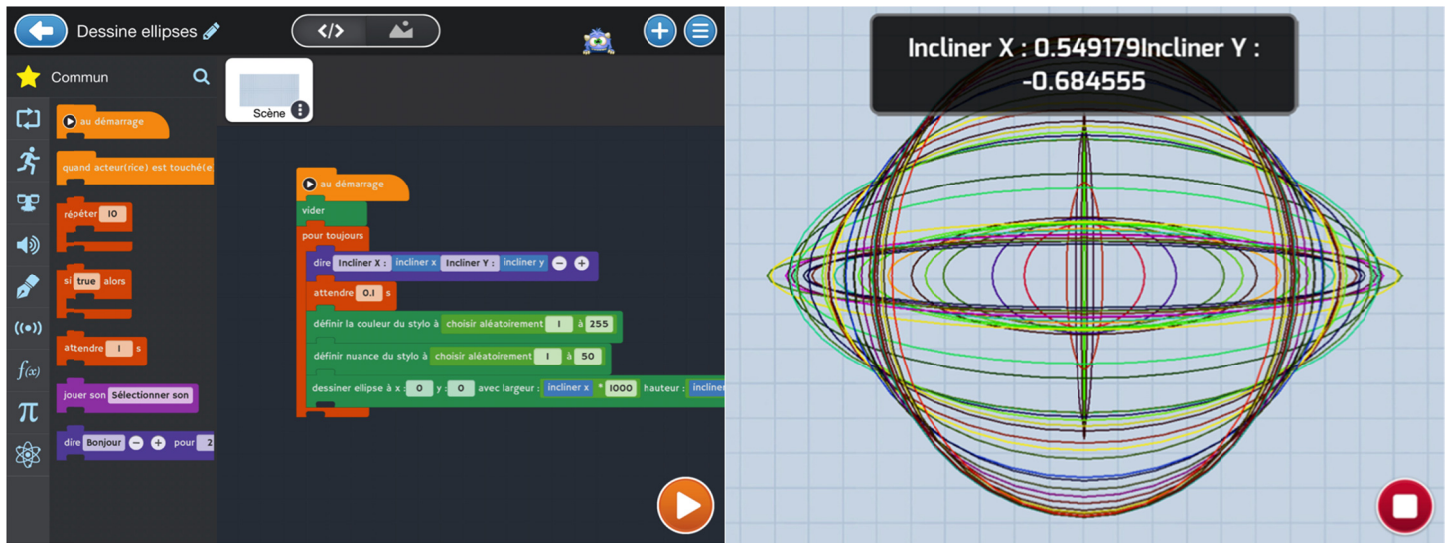 Dessine ellipses
</>
Commun
au démarrage
quand acteur(rice) est touché(e
répéter 10
si true alors
attendre 1 s
jouer son Sélectionner son
dire Bonjour − + pour 2
f(x)
π
Scène
au démarrage
vider
pour toujours
dire Incliner X : incliner x Incliner Y : incliner y − +
attendre 0.1 s
définir la couleur du stylo à choisir aléatoirement 1 à 255
définir nuance du stylo à choisir aléatoirement 1 à 50
dessiner ellipse à x : 0 y : 0 avec largeur : incliner x * 1000 hauteur : incliner
Incliner X : 0.549179Incliner Y :
-0.684555